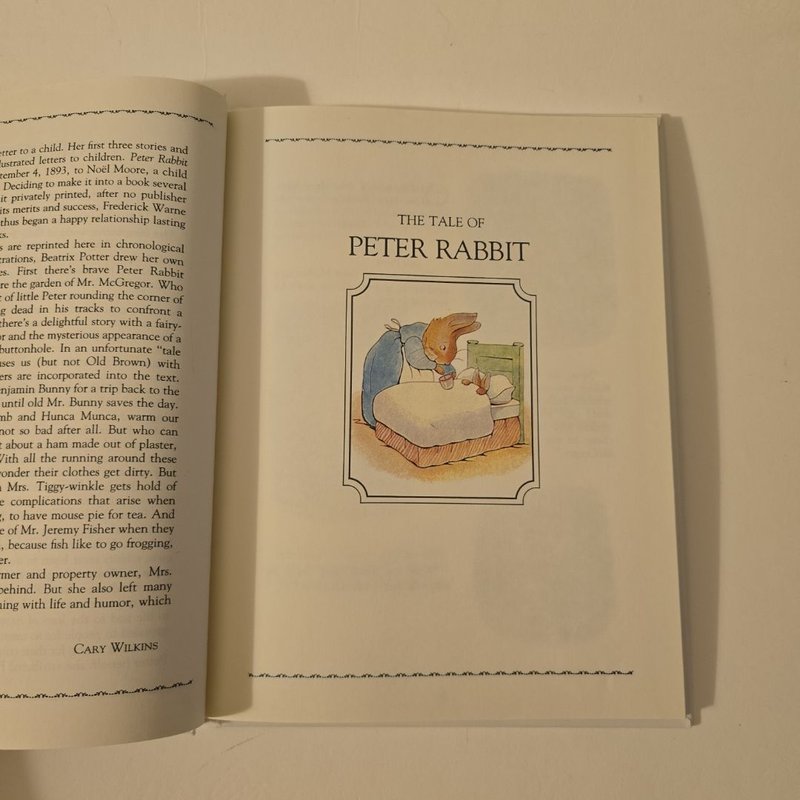 etter to a child. Her first three stories and
lustrated letters to children. Peter Rabbit
tember 4, 1893, to Noël Moore, a child
Deciding to make it into a book several
it privately printed, after no publisher
its merits and success, Frederick Warne
thus began a happy relationship lasting
ks.
s are reprinted here in chronological
trations, Beatrix Potter drew her own
es. First there's brave Peter Rabbit
re the garden of Mr. McGregor. Who
t of little Peter rounding the corner of
g dead in his tracks to confront a
there's a delightful story with a fairy-
or and the mysterious appearance of a
buttonhole. In an unfortunate "tale
uses us (but not Old Brown) with
ers are incorporated into the text.
enjamin Bunny for a trip back to the
until old Mr. Bunny saves the day.
mb and Hunca Munca, warm our
not so bad after all. But who can
t about a ham made out of plaster,
With all the running around these
wonder their clothes get dirty. But
n Mrs. Tiggy-winkle gets hold of
e complications that arise when
g, to have mouse pie for tea. And
e of Mr. Jeremy Fisher when they
, because fish like to go frogging,
er.
rmer and property owner, Mrs.
behind. But she also left many
ning with life and humor, which
CARY WILKINS
THE TALE OF
PETER RABBIT